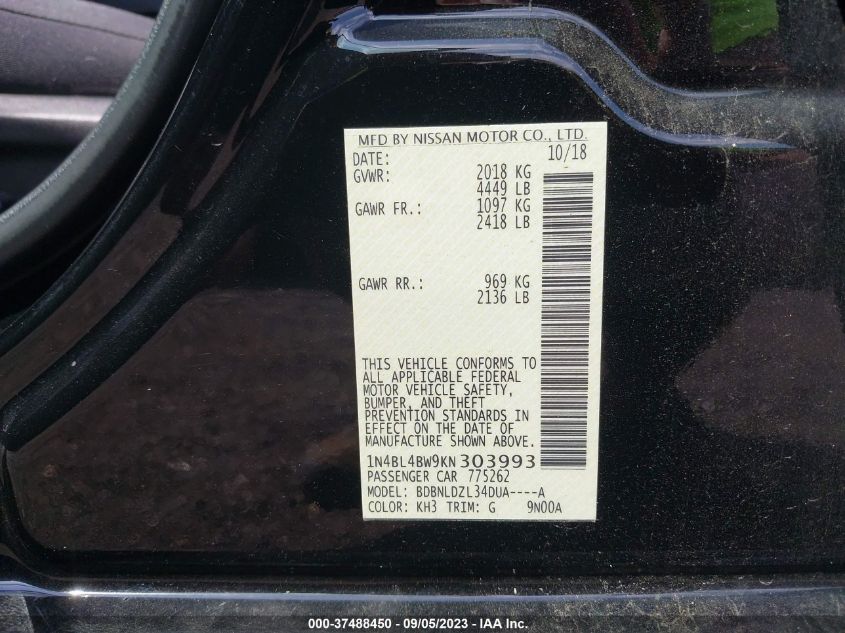 MFD BY NISSAN MOTOR CO., LTD.
DATE: 10/18
GVWR: 2018 KG
4449 LB
GAWR FR.: 1097 KG
2418 LB
GAWR RR.: 969 KG
2136 LB
THIS VEHICLE CONFORMS TO
ALL APPLICABLE FEDERAL
MOTOR VEHICLE SAFETY,
BUMPER, AND THEFT
PREVENTION STANDARDS IN
EFFECT ON THE DATE OF
MANUFACTURE SHOWN ABOVE.
1N4BL4BW9KN303993
PASSENGER CAR 775262
MODEL: BDBNLDZL34DUA----A
COLOR: KH3 TRIM: G 9N00A
000-37488450 - 09/05/2023 - IAA Inc.